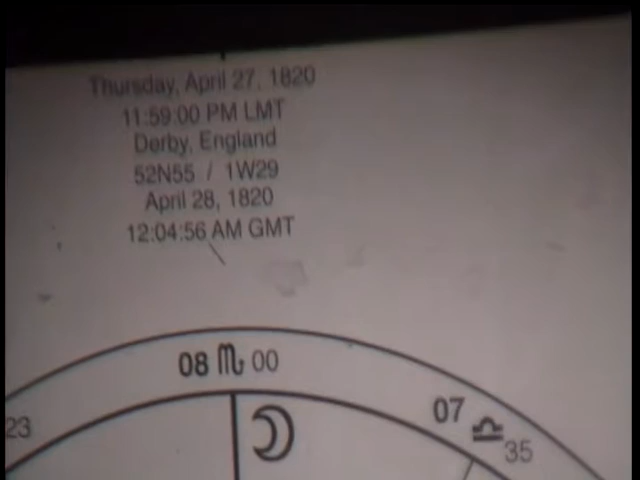 Thursday, April 27, 1820
11:59:00 PM LMT
Derby, England
52N55 / 1W29
April 28, 1820
12:04:56 AM GMT
08 ♏ 00
07 ♎ 35
23